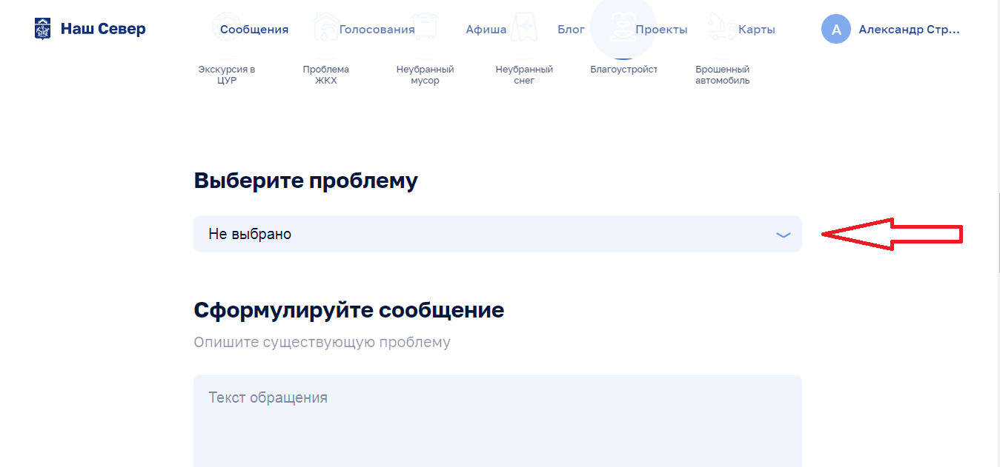 Наш Север
Сообщения
Голосования
Афиша
Блог
Проекты
Карты
А
Александр Стр...
Экскурсия в
ЦУР
Проблема
ЖКХ
Неубранный
мусор
Неубранный
снег
Благоустройст
Брошенный
автомобиль
Выберите проблему
Не выбрано
Сформулируйте сообщение
Опишите существующую проблему
Текст обращения